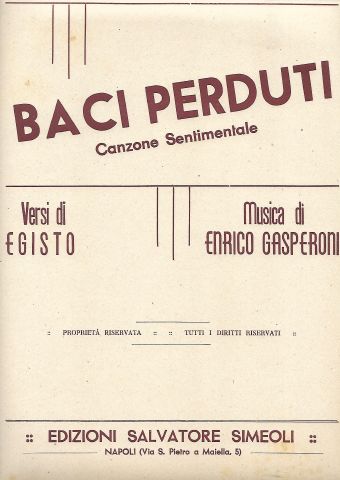 BACI PERDUTI
Canzone Sentimentale
Versi di
EGISTO
Musica di
ENRICO GASPERONI
:: PROPRIETÀ RISERVATA :: :: TUTTI I DIRITTI RISERVATI ::
:: EDIZIONI SALVATORE SIMEOLI ::
NAPOLI (Via S. Pietro a Maiella, 5)